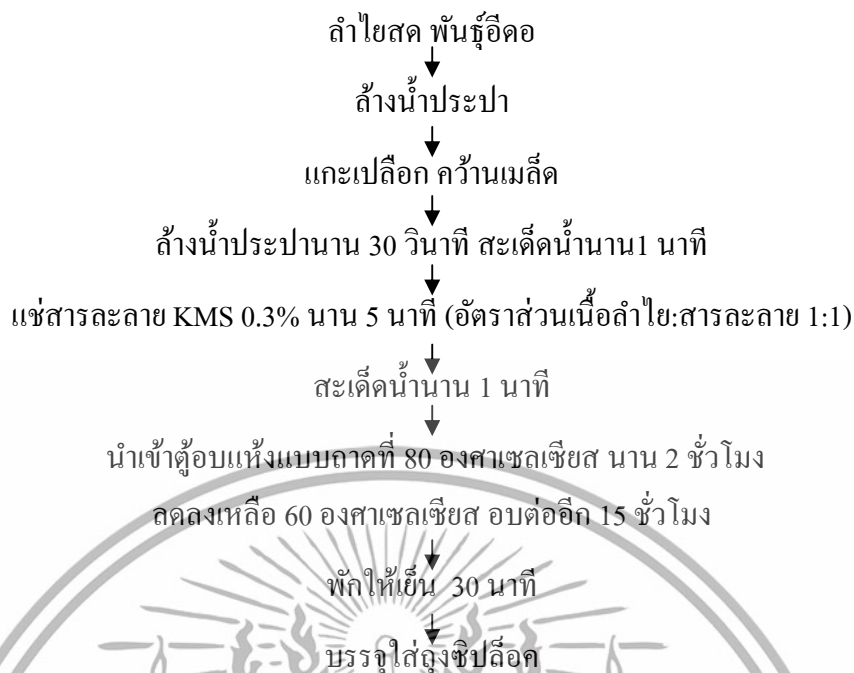 ลำไยสด พันธุ์อีดอ
ล้างน้ำประปา
แกะเปลือก คว้านเมล็ด
ล้างน้ำประปานาน 30 วินาที สะเด็ดน้ำนาน1 นาที
แช่สารละลาย KMS 0.3% นาน 5 นาที (อัตราส่วนเนื้อลำไย:สารละลาย 1:1)
สะเด็ดน้ำนาน 1 นาที
นำเข้าตู้อบแห้งแบบถาดที่ 80 องศาเซลเซียส นาน 2 ชั่วโมง
ลดลงเหลือ 60 องศาเซลเซียส อบต่ออีก 15 ชั่วโมง
พักให้เย็น 30 นาที
บรรจุใส่ถุงซิปล็อค